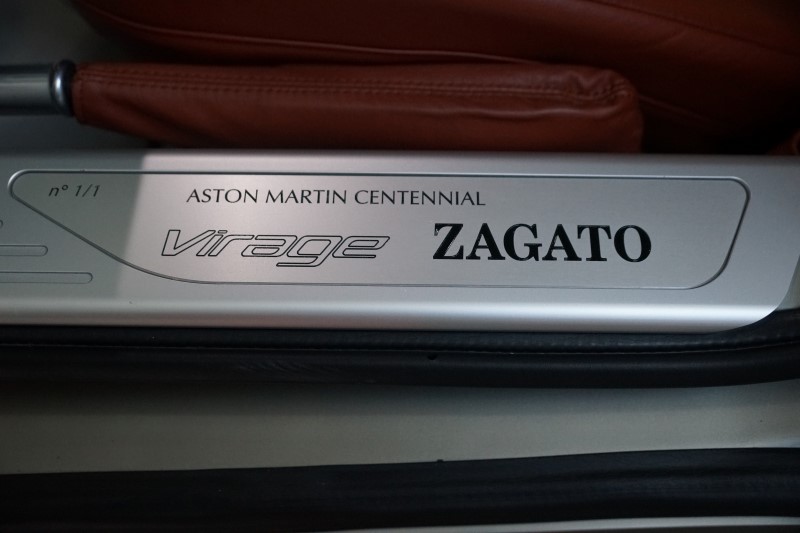 n° 1/1
ASTON MARTIN CENTENNIAL
Virage ZAGATO